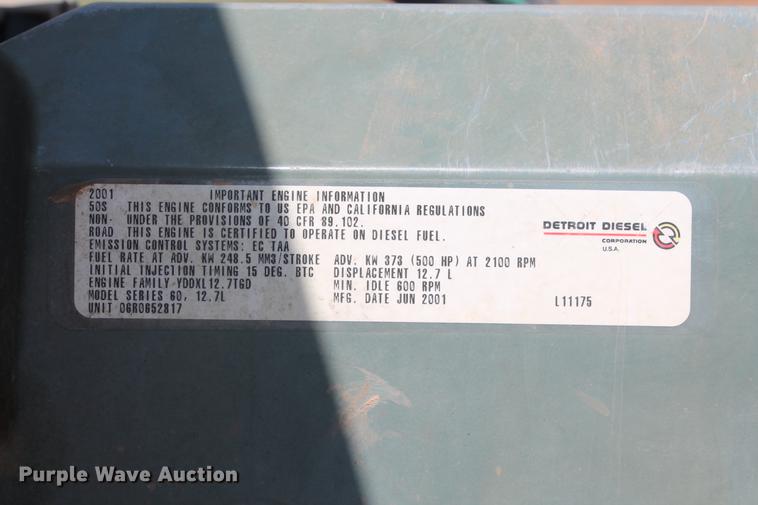 2001 IMPORTANT ENGINE INFORMATION
50S THIS ENGINE CONFORMS TO US EPA AND CALIFORNIA REGULATIONS
NON- UNDER THE PROVISIONS OF 40 CFR 89.102.
ROAD THIS ENGINE IS CERTIFIED TO OPERATE ON DIESEL FUEL.
EMISSION CONTROL SYSTEMS: EC TAA
FUEL RATE AT ADV. KW 248.5 MM3/STROKE ADV. KW 373 (500 HP) AT 2100 RPM
INITIAL INJECTION TIMING 15 DEG. BTC DISPLACEMENT 12.7 L
ENGINE FAMILY YDDXL12.7TGD MIN. IDLE 600 RPM
MODEL SERIES 60, 12.7L MFG. DATE JUN 2001 L11175
UNIT 06R0652817
DETROIT DIESEL
CORPORATION
U.S.A.
Purple Wave Auction